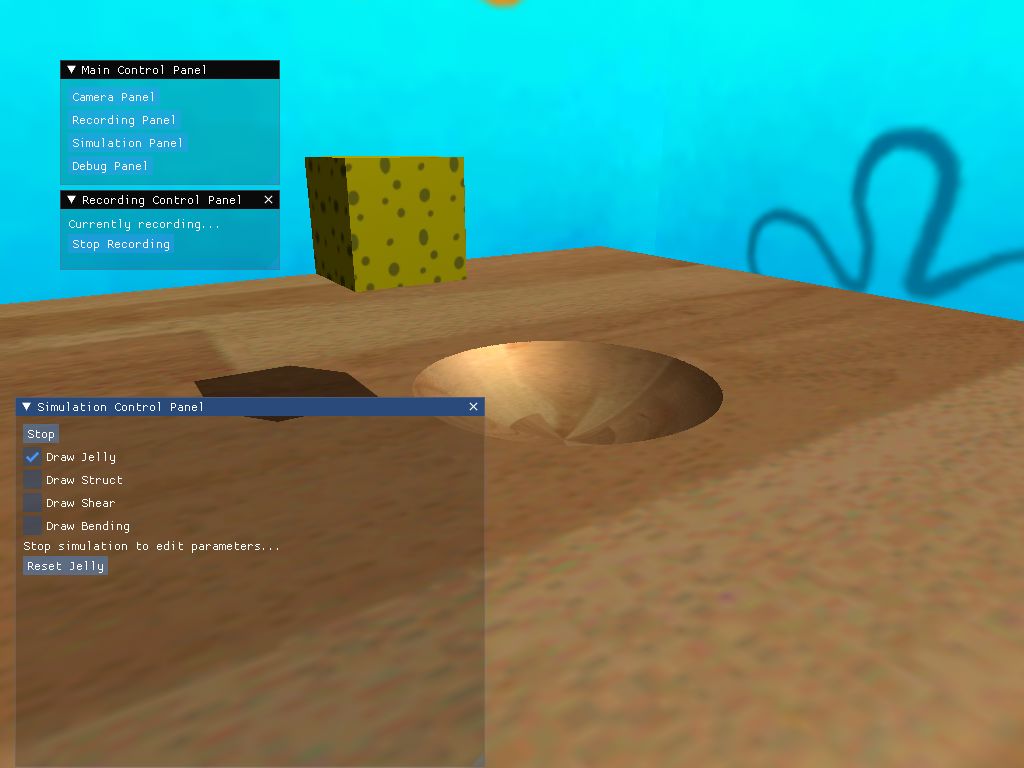 Main Control Panel
Camera Panel
Recording Panel
Simulation Panel
Debug Panel
Recording Control Panel
Currently recording...
Stop Recording
Simulation Control Panel
Stop
Draw Jelly
Draw Struct
Draw Shear
Draw Bending
Stop simulation to edit parameters...
Reset Jelly